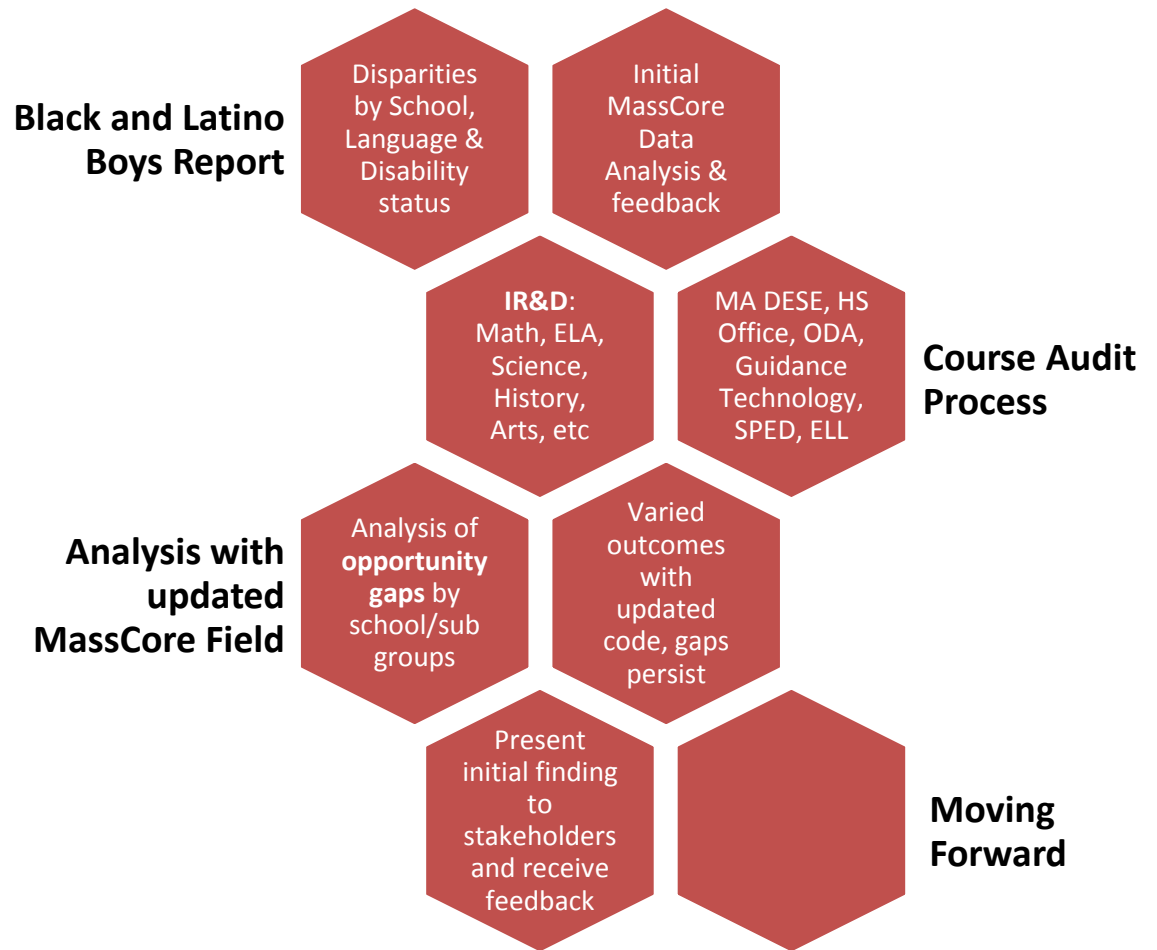 Black and Latino
Boys Report
Disparities
by School,
Language &
Disability
status
Initial
MassCore
Data
Analysis &
feedback
IR&D:
Math, ELA,
Science,
History,
Arts, etc
MA DESE, HS
Office, ODA,
Guidance
Technology,
SPED, ELL
Course Audit
Process
Analysis with
updated
MassCore Field
Analysis of
opportunity
gaps by
school/sub
groups
Varied
outcomes
with
updated
code, gaps
persist
Present
initial finding
to
stakeholders
and receive
feedback
Moving
Forward